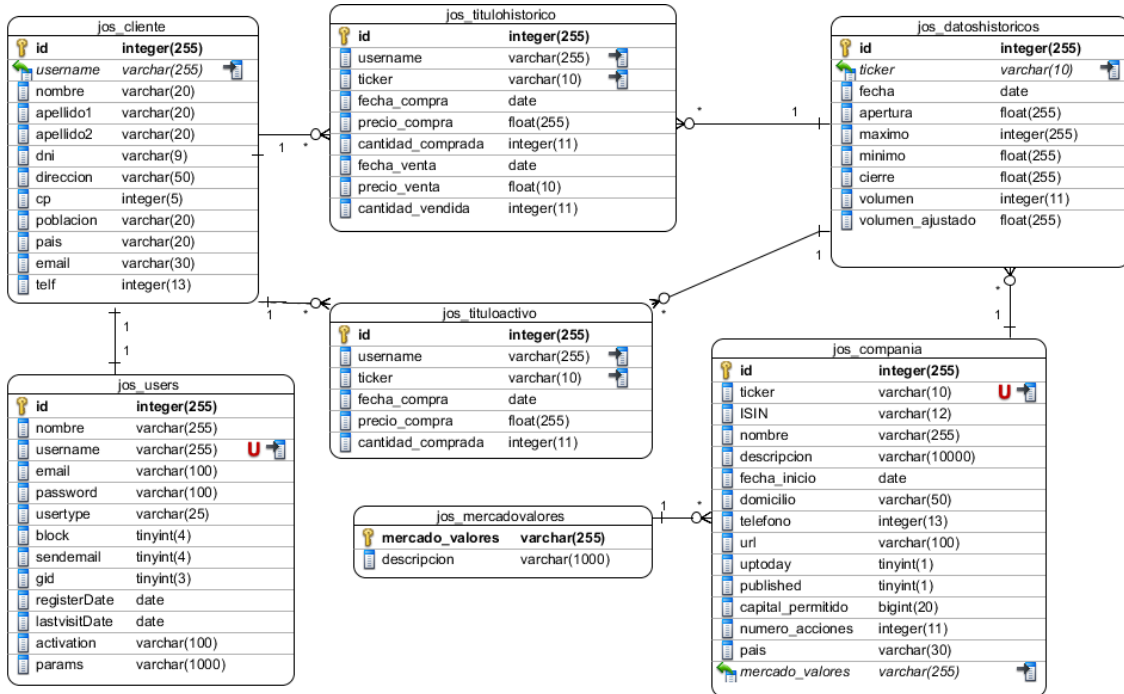 jos_cliente
id integer(255)
username varchar(255)
nombre varchar(20)
apellido1 varchar(20)
apellido2 varchar(20)
dni varchar(9)
direccion varchar(50)
cp integer(5)
poblacion varchar(20)
pais varchar(20)
email varchar(30)
telf integer(13)
jos_titulohistorico
id integer(255)
username varchar(255)
ticker varchar(10)
fecha_compra date
precio_compra float(255)
cantidad_comprada integer(11)
fecha_venta date
precio_venta float(10)
cantidad_vendida integer(11)
jos_datoshistoricos
id integer(255)
ticker varchar(10)
fecha date
apertura float(255)
maximo integer(255)
minimo float(255)
cierre float(255)
volumen integer(11)
volumen_ajustado float(255)
1 *
* 1
1 *
* 1
1
1
* 
1
jos_tituloactivo
id integer(255)
username varchar(255)
ticker varchar(10)
fecha_compra date
precio_compra float(255)
cantidad_comprada integer(11)
jos_users
id integer(255)
nombre varchar(255)
username varchar(255) U
email varchar(100)
password varchar(100)
usertype varchar(25)
block tinyint(4)
sendemail tinyint(4)
gid tinyint(3)
registerDate date
lastvisitDate date
activation varchar(100)
params varchar(1000)
jos_mercadovalores
mercado_valores varchar(255)
descripcion varchar(1000)
1 *
jos_compania
id integer(255)
ticker varchar(10) U
ISIN varchar(12)
nombre varchar(255)
descripcion varchar(10000)
fecha_inicio date
domicilio varchar(50)
telefono integer(13)
url varchar(100)
uptoday tinyint(1)
published tinyint(1)
capital_permitido bigint(20)
numero_acciones integer(11)
pais varchar(30)
mercado_valores varchar(255)